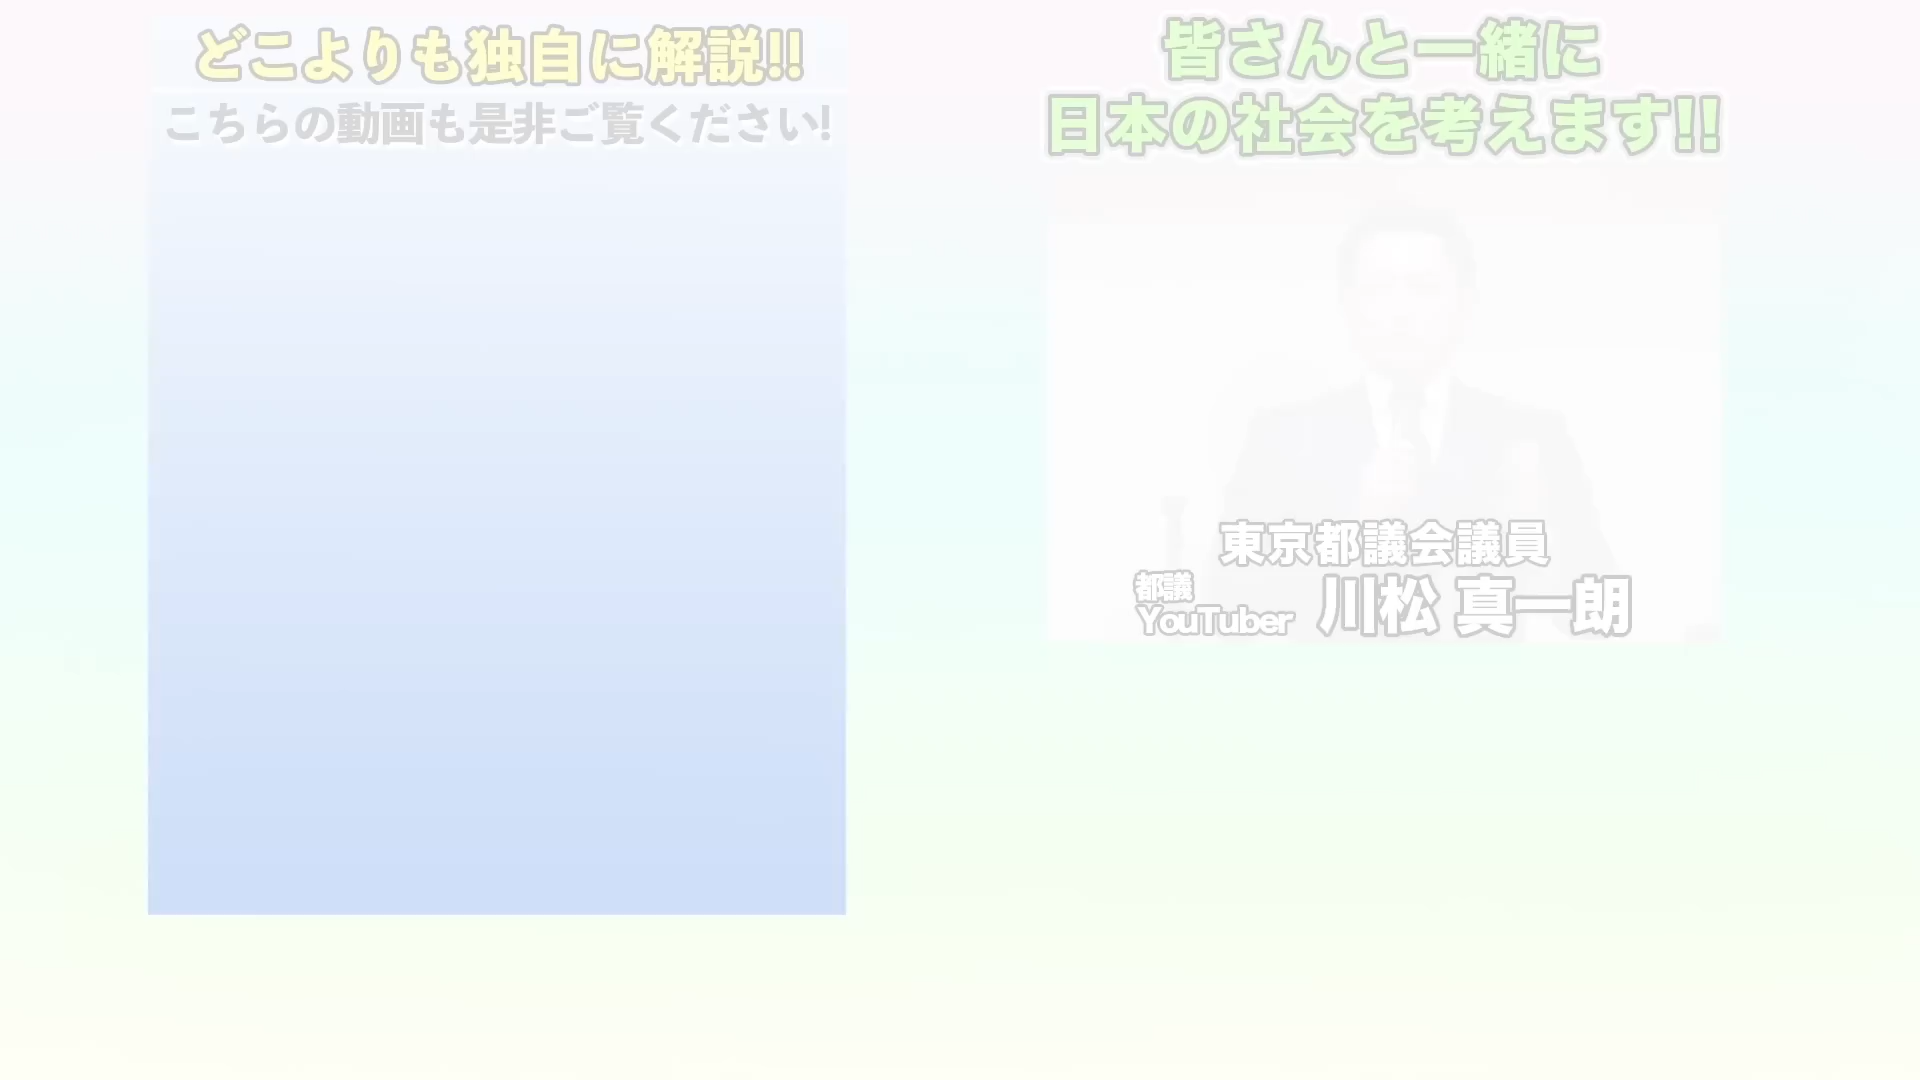 どこよりも独自に解説!!
こちらの動画も是非ご覧ください!
皆さんと一緒に
日本の社会を考えます!!
東京都議会議員
都議
YouTuber 川松 真一朗